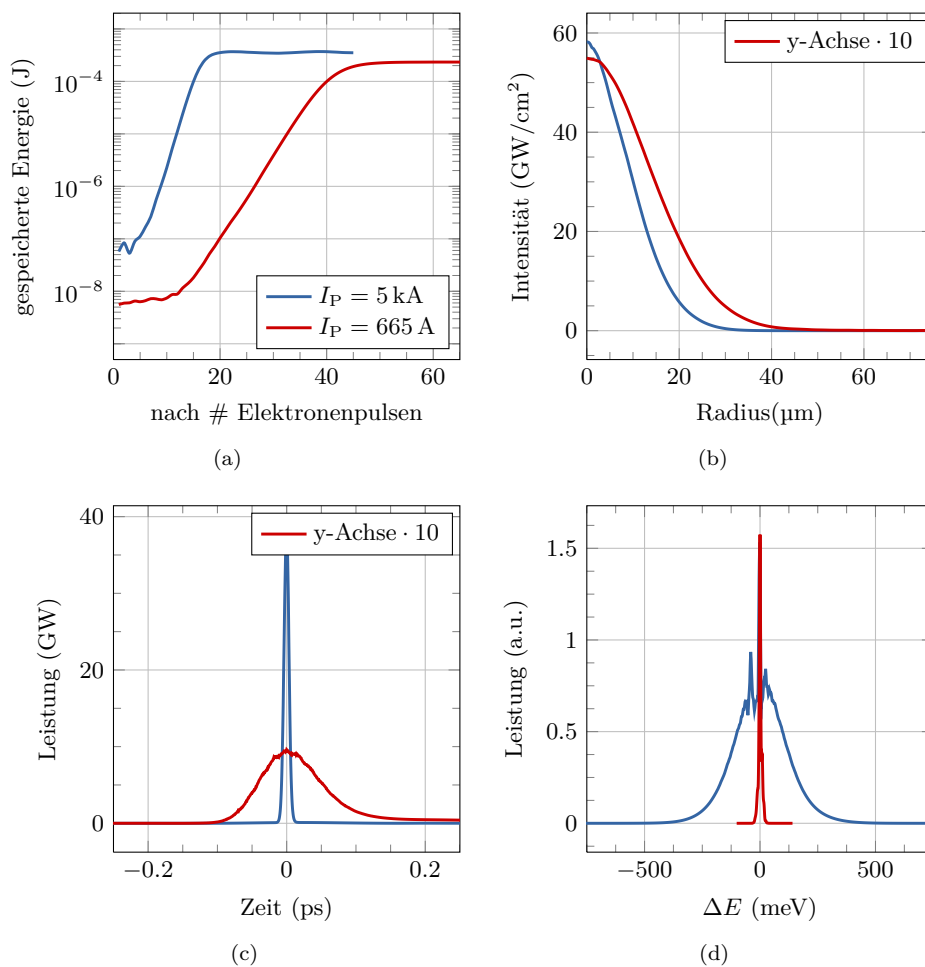 gespeicherte Energie (J)
10⁻⁴
10⁻⁶
10⁻⁸
I_P = 5 kA
I_P = 665 A
0 20 40 60
nach # Elektronenpulsen
(a)
Intensität (GW/cm²)
60
40
20
0
y-Achse · 10
0 20 40 60
Radius(µm)
(b)
Leistung (GW)
40
20
0
y-Achse · 10
−0.2 0 0.2
Zeit (ps)
(c)
Leistung (a.u.)
1.5
1
0.5
0
−500 0 500
ΔE (meV)
(d)